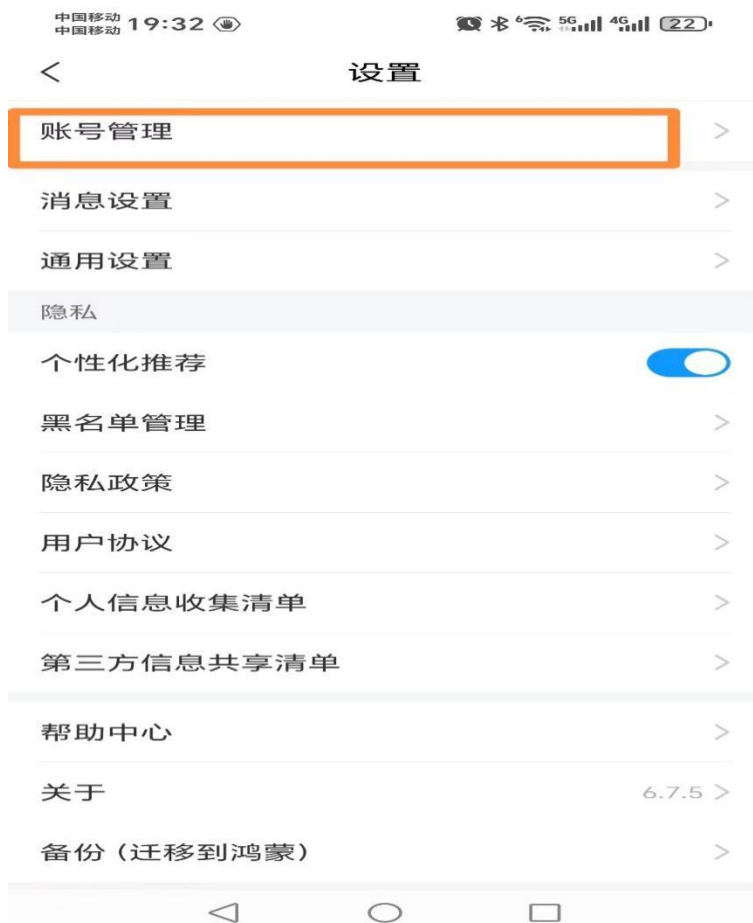 中国移动
中国移动 19:32 6 5G 4G 22
设置
账号管理
消息设置
通用设置
隐私
个性化推荐
黑名单管理
隐私政策
用户协议
个人信息收集清单
第三方信息共享清单
帮助中心
关于 6.7.5
备份（迁移到鸿蒙）